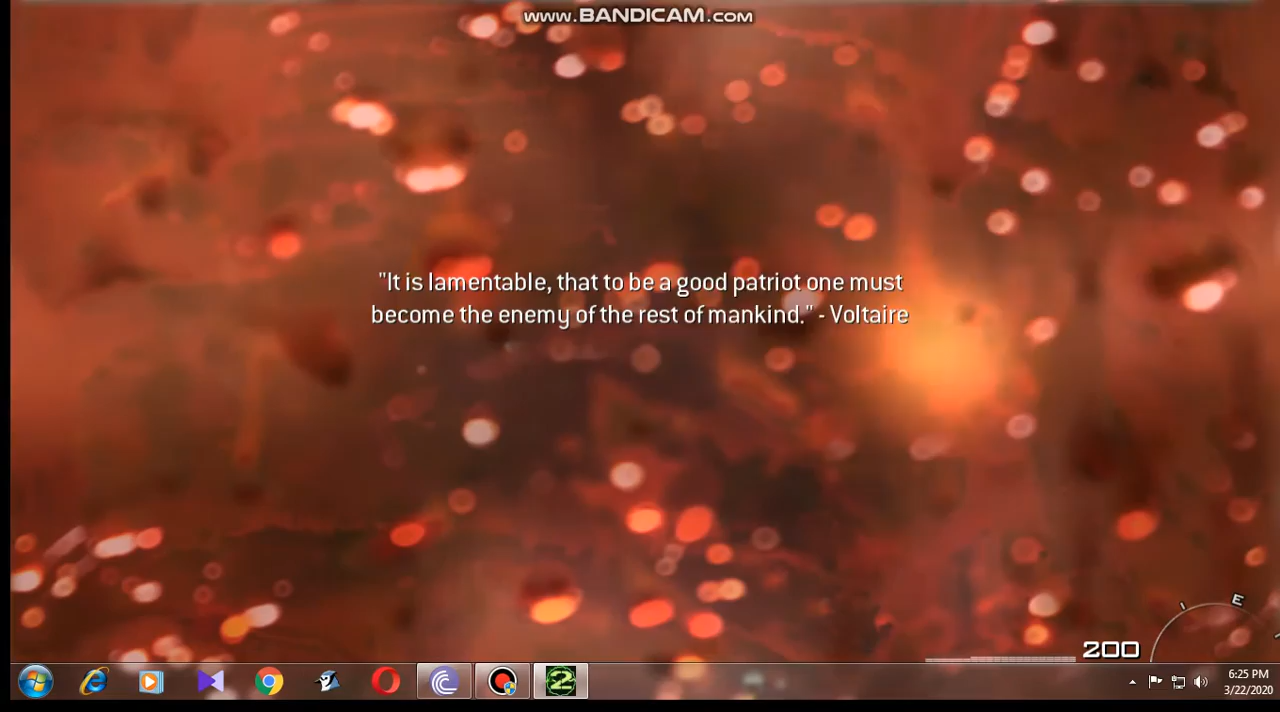 www.BANDICAM.com
"It is lamentable, that to be a good patriot one must
become the enemy of the rest of mankind." - Voltaire
E
200
2
6:25 PM
3/22/2020